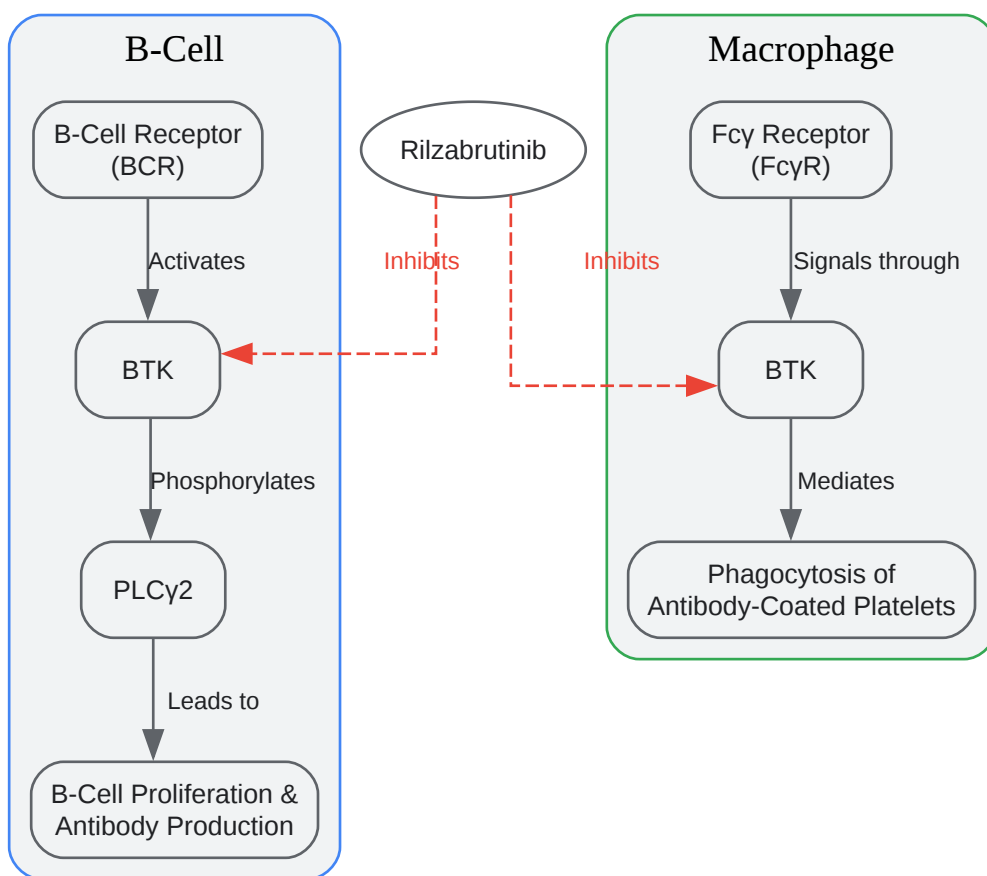 B-Cell
B-Cell Receptor
(BCR)
Activates
BTK
Phosphorylates
PLCγ2
Leads to
B-Cell Proliferation &
Antibody Production
Rilzabrutinib
Inhibits
Inhibits
Macrophage
Fcγ Receptor
(FcγR)
Signals through
BTK
Mediates
Phagocytosis of
Antibody-Coated Platelets